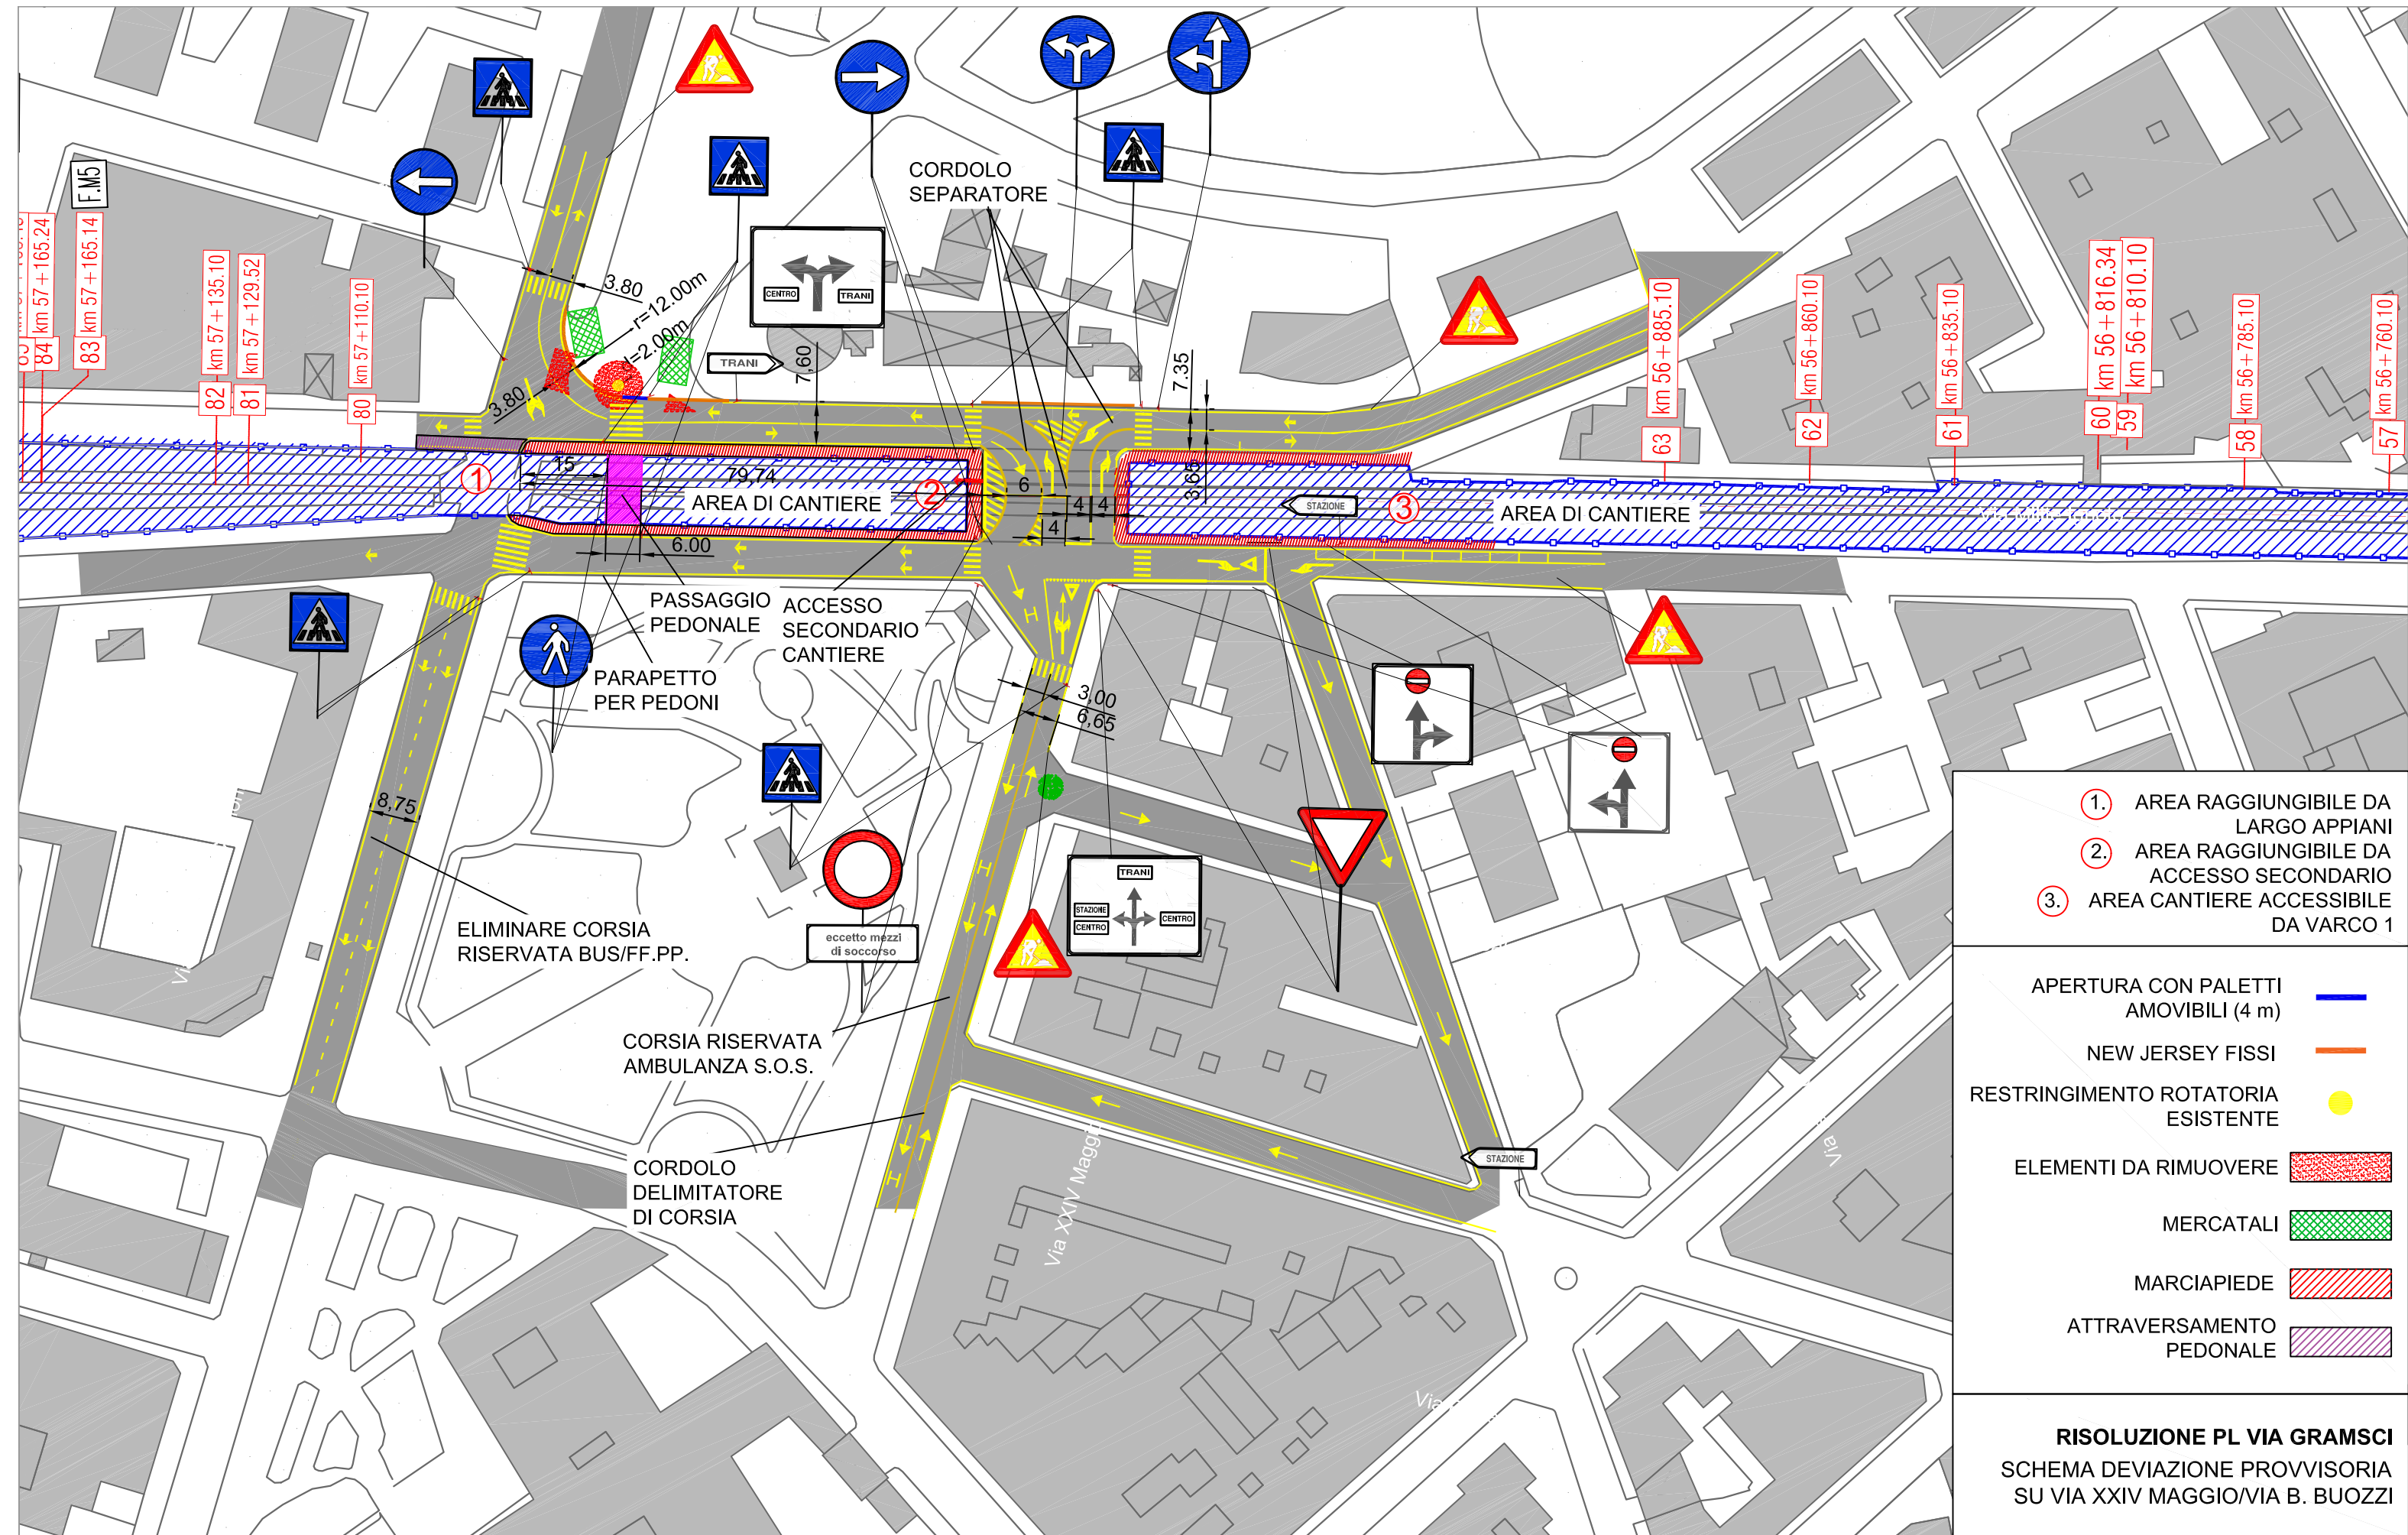 F.M5
84
km 57+165.24
83
km 57+165.14
82
km 57+135.10
81
km 57+129.52
80
km 57+110.10
3.80
r=12.00m
d=2.00m
3.80
CENTRO
TRANI
TRANI
7,60
CORDOLO
SEPARATORE
7.35
3,65
63
km 56+885.10
62
km 56+860.10
61
km 56+835.10
60
km 56+816.34
59
km 56+810.10
58
km 56+785.10
57
km 56+760.10
1
15
79,74
AREA DI CANTIERE
2
6
4
4
4
STAZIONE
3
AREA DI CANTIERE
Via Milite Ignoto
6.00
PASSAGGIO
PEDONALE
ACCESSO
SECONDARIO
CANTIERE
PARAPETTO
PER PEDONI
3,00
6,65
8,75
ELIMINARE CORSIA
RISERVATA BUS/FF.PP.
eccetto mezzi
di soccorso
TRANI
STAZIONE
CENTRO
CENTRO
CORSIA RISERVATA
AMBULANZA S.O.S.
CORDOLO
DELIMITATORE
DI CORSIA
STAZIONE
Via XXIV Maggio
Via
Via
1. AREA RAGGIUNGIBILE DA
LARGO APPIANI
2. AREA RAGGIUNGIBILE DA
ACCESSO SECONDARIO
3. AREA CANTIERE ACCESSIBILE
DA VARCO 1
APERTURA CON PALETTI
AMOVIBILI (4 m)
NEW JERSEY FISSI
RESTRINGIMENTO ROTATORIA
ESISTENTE
ELEMENTI DA RIMUOVERE
MERCATALI
MARCIAPIEDE
ATTRAVERSAMENTO
PEDONALE
RISOLUZIONE PL VIA GRAMSCI
SCHEMA DEVIAZIONE PROVVISORIA
SU VIA XXIV MAGGIO/VIA B. BUOZZI